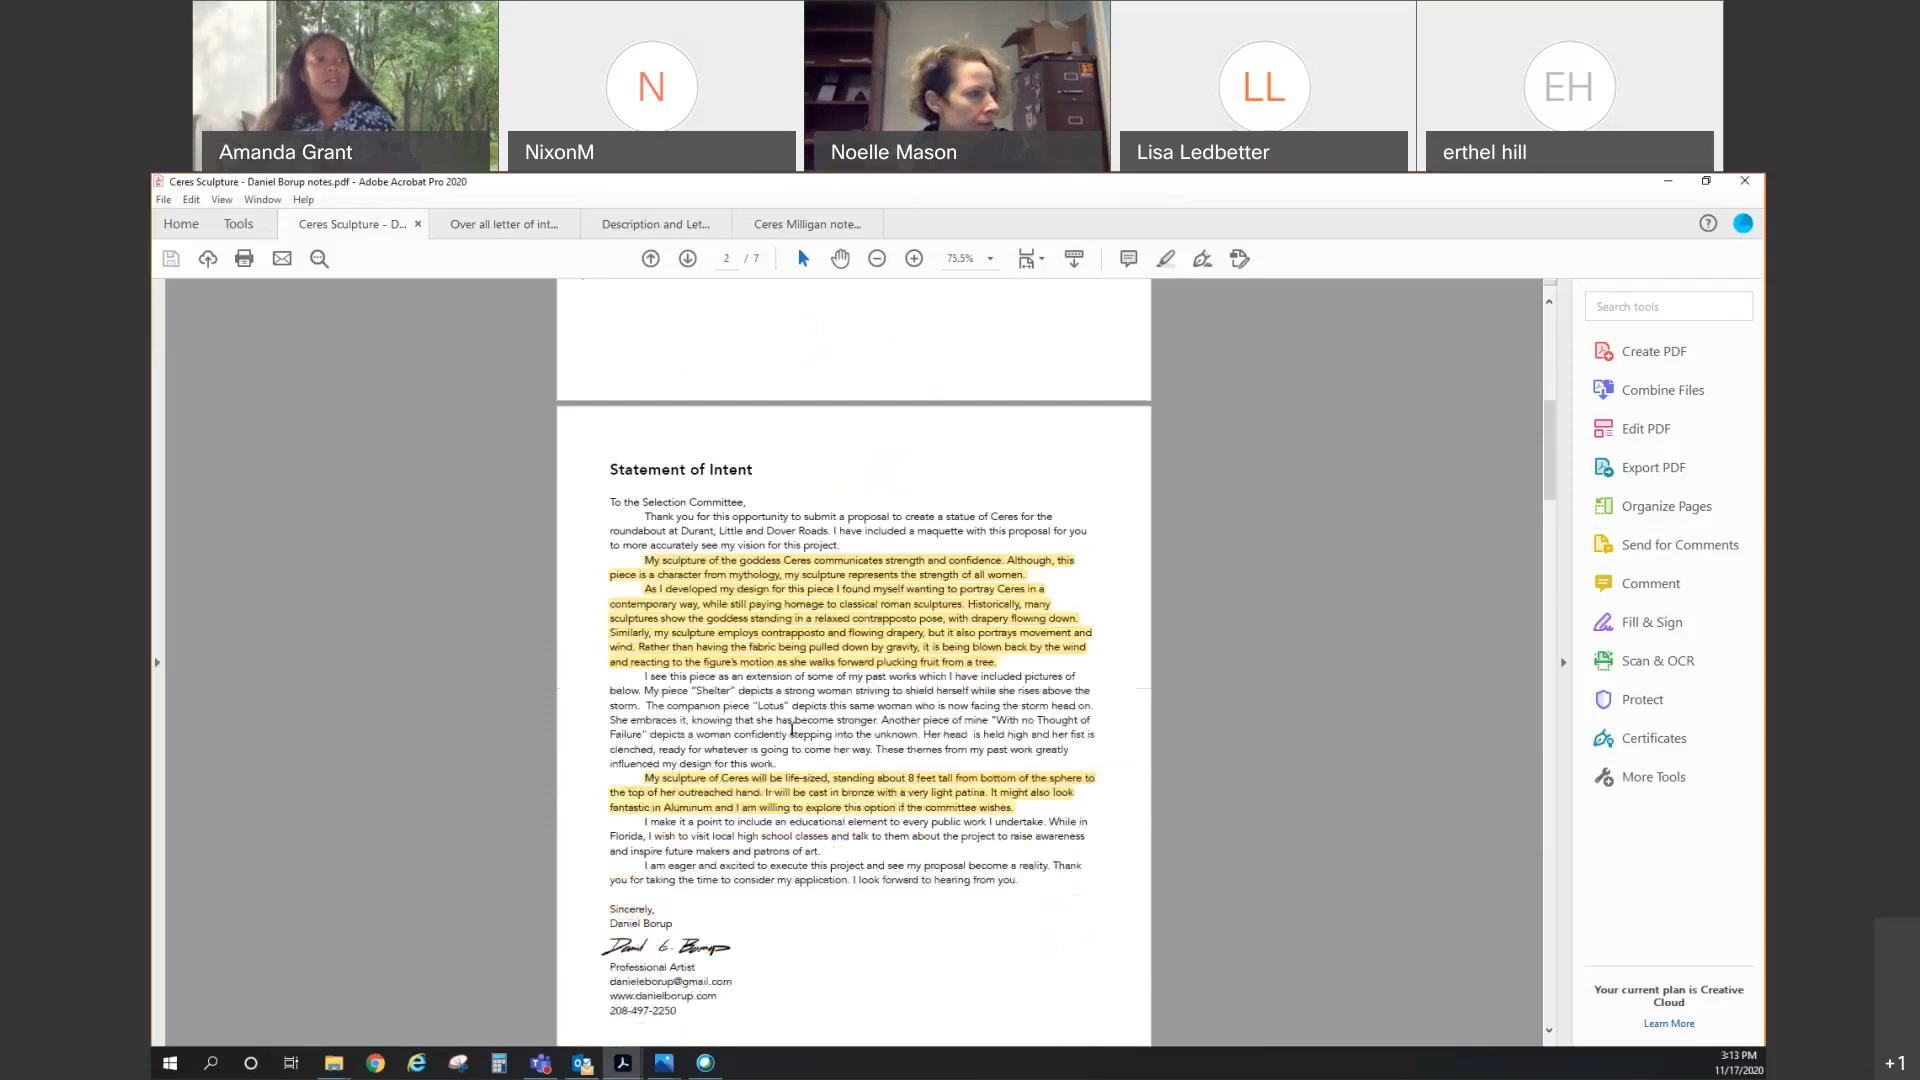 N
LL
EH
Amanda Grant
NixonM
Noelle Mason
Lisa Ledbetter
erthel hill
Ceres Sculpture - Daniel Borup notes.pdf - Adobe Acrobat Pro 2020
File Edit View Window Help
Home Tools Ceres Sculpture - D... × Over all letter of int... Description and Let... Ceres Milligan note...
2 / 7 75.5%
Search tools
Create PDF
Combine Files
Edit PDF
Export PDF
Organize Pages
Send for Comments
Comment
Fill & Sign
Scan & OCR
Protect
Certificates
More Tools
Your current plan is Creative
Cloud
Learn More
Statement of Intent
To the Selection Committee,
Thank you for this opportunity to submit a proposal to create a statue of Ceres for the
roundabout at Durant, Little and Dover Roads. I have included a maquette with this proposal for you
to more accurately see my vision for this project.
My sculpture of the goddess Ceres communicates strength and confidence. Although, this
piece is a character from mythology, my sculpture represents the strength of all women.
As I developed my design for this piece I found myself wanting to portray Ceres in a
contemporary way, while still paying homage to classical roman sculptures. Historically, many
sculptures show the goddess standing in a relaxed contrapposto pose, with drapery flowing down.
Similarly, my sculpture employs contrapposto and flowing drapery, but it also portrays movement and
wind. Rather than having the fabric being pulled down by gravity, it is being blown back by the wind
and reacting to the figure's motion as she walks forward plucking fruit from a tree.
I see this piece as an extension of some of my past works which I have included pictures of
below. My piece "Shelter" depicts a strong woman striving to shield herself while she rises above the
storm. The companion piece "Lotus" depicts this same woman who is now facing the storm head on.
She embraces it, knowing that she has become stronger. Another piece of mine "With no Thought of
Failure" depicts a woman confidently stepping into the unknown. Her head is held high and her fist is
clenched, ready for whatever is going to come her way. These themes from my past work greatly
influenced my design for this work.
My sculpture of Ceres will be life-sized, standing about 8 feet tall from bottom of the sphere to
the top of her outreached hand. It will be cast in bronze with a very light patina. It might also look
fantastic in Aluminum and I am willing to explore this option if the committee wishes.
I make it a point to include an educational element to every public work I undertake. While in
Florida, I wish to visit local high school classes and talk to them about the project to raise awareness
and inspire future makers and patrons of art.
I am eager and excited to execute this project and see my proposal become a reality. Thank
you for taking the time to consider my application. I look forward to hearing from you.
Sincerely,
Daniel Borup
Daniel G. Borup
Professional Artist
danieleborup@gmail.com
www.danielborup.com
208-497-2250
3:13 PM
11/17/2020
+1